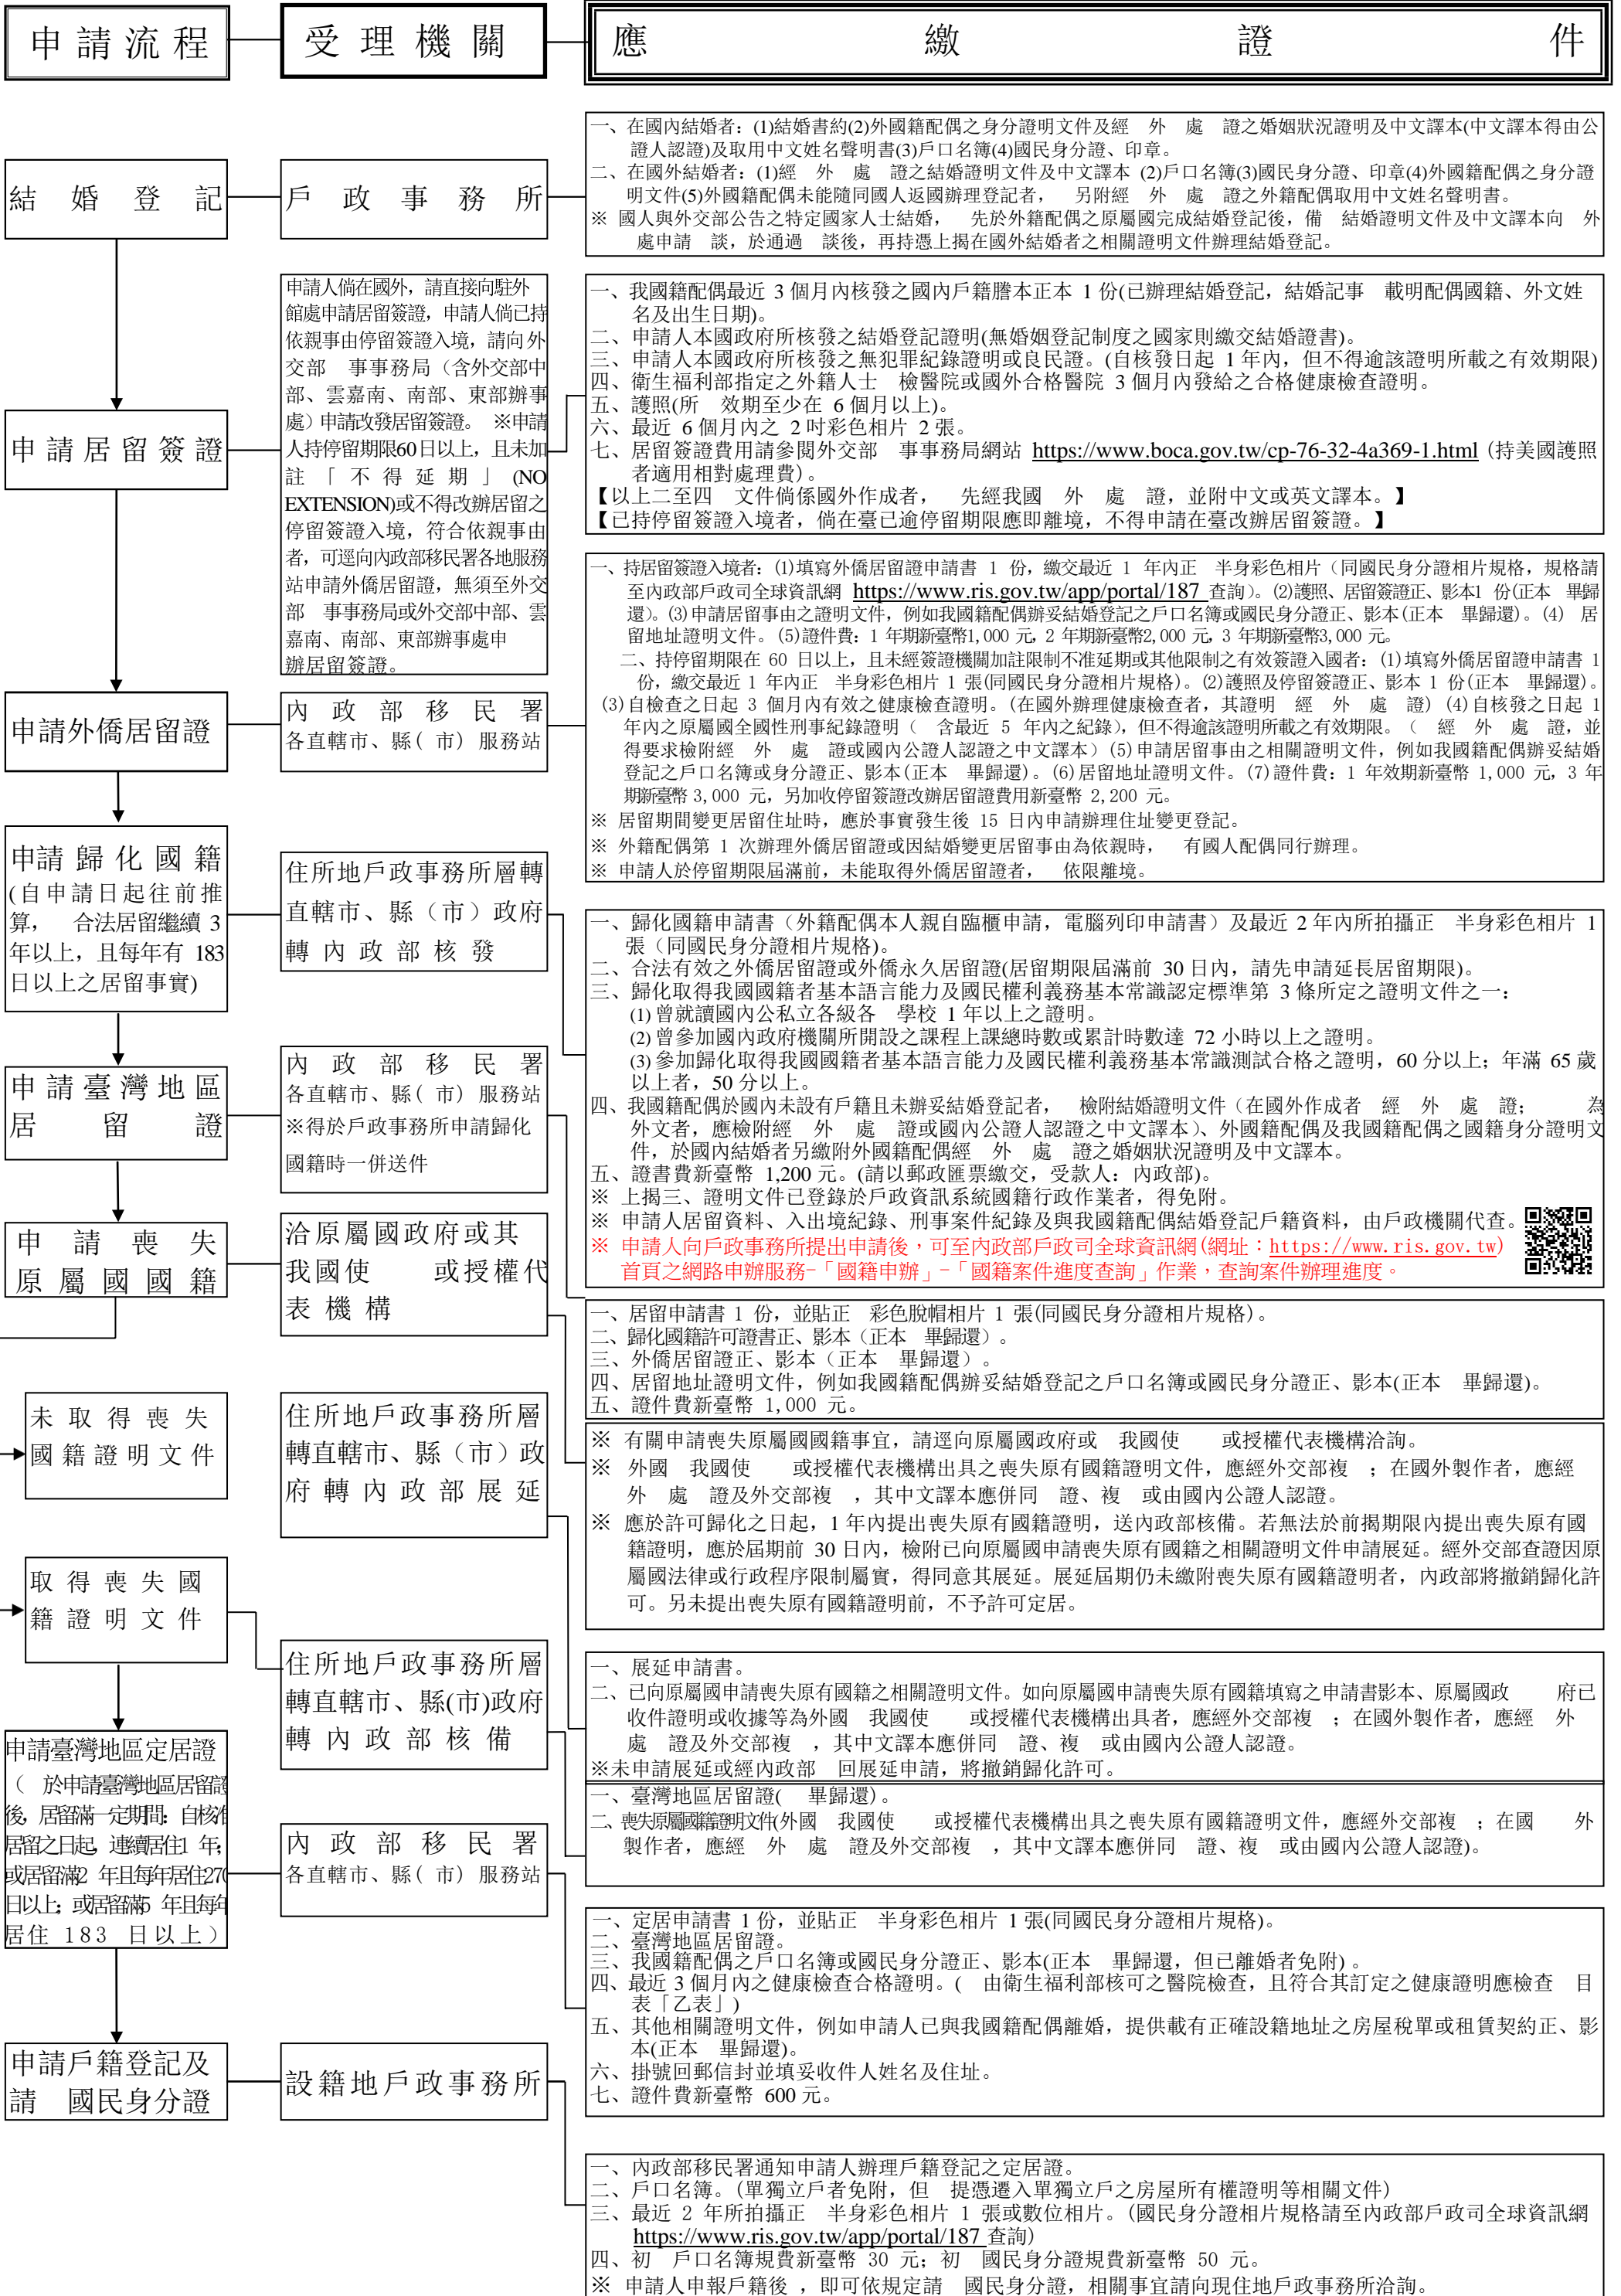 申請流程
受理機關
應繳證件
結婚登記
戶政事務所
一、在國內結婚者：(1)結婚書約(2)外國籍配偶之身分證明文件及經 外 處 證之婚姻狀況證明及中文譯本(中文譯本得由公
證人認證)及取用中文姓名聲明書(3)戶口名簿(4)國民身分證、印章。
二、在國外結婚者：(1)經 外 處 證之結婚證明文件及中文譯本 (2)戶口名簿(3)國民身分證、印章(4)外國籍配偶之身分證
明文件(5)外國籍配偶未能隨同國人返國辦理登記者， 另附經 外 處 證之外籍配偶取用中文姓名聲明書。
※ 國人與外交部公告之特定國家人士結婚， 先於外籍配偶之原屬國完成結婚登記後，備 結婚證明文件及中文譯本向 外
處申請 談，於通過 談後，再持憑上揭在國外結婚者之相關證明文件辦理結婚登記。
申請居留簽證
申請人倘在國外，請直接向駐外
館處申請居留簽證，申請人倘已持
依親事由停留簽證入境，請向外
交部 事事務局（含外交部中
部、雲嘉南、南部、東部辦事
處）申請改發居留簽證。 ※申請
人持停留期限60日以上，且未加
註「不得延期」(NO
EXTENSION)或不得改辦居留之
停留簽證入境，符合依親事由
者，可逕向內政部移民署各地服務
站申請外僑居留證，無須至外交
部 事事務局或外交部中部、雲
嘉南、南部、東部辦事處申
辦居留簽證。
一、我國籍配偶最近 3 個月內核發之國內戶籍謄本正本 1 份(已辦理結婚登記，結婚記事 載明配偶國籍、外文姓
名及出生日期)。
二、申請人本國政府所核發之結婚登記證明(無婚姻登記制度之國家則繳交結婚證書)。
三、申請人本國政府所核發之無犯罪紀錄證明或良民證。(自核發日起 1 年內，但不得逾該證明所載之有效期限)
四、衛生福利部指定之外籍人士 檢醫院或國外合格醫院 3 個月內發給之合格健康檢查證明。
五、護照(所 效期至少在 6 個月以上)。
六、最近 6 個月內之 2 吋彩色相片 2 張。
七、居留簽證費用請參閱外交部 事事務局網站 https://www.boca.gov.tw/cp-76-32-4a369-1.html (持美國護照
者適用相對處理費)。
【以上二至四 文件倘係國外作成者， 先經我國 外 處 證，並附中文或英文譯本。】
【已持停留簽證入境者，倘在臺已逾停留期限應即離境，不得申請在臺改辦居留簽證。】
申請外僑居留證
內政部移民署
各直轄市、縣( 市) 服務站
一、持居留簽證入境者：(1)填寫外僑居留證申請書 1 份，繳交最近 1 年內正 半身彩色相片（同國民身分證相片規格，規格請
至內政部戶政司全球資訊網 https://www.ris.gov.tw/app/portal/187 查詢）。(2)護照、居留簽證正、影本1 份(正本 畢歸
還)。(3)申請居留事由之證明文件，例如我國籍配偶辦妥結婚登記之戶口名簿或國民身分證正、影本(正本 畢歸還)。(4) 居
留地址證明文件。(5)證件費：1 年期新臺幣1,000 元，2 年期新臺幣2,000 元，3 年期新臺幣3,000 元。
二、持停留期限在 60 日以上，且未經簽證機關加註限制不准延期或其他限制之有效簽證入國者：(1)填寫外僑居留證申請書 1
份，繳交最近 1 年內正 半身彩色相片 1 張(同國民身分證相片規格)。(2)護照及停留簽證正、影本 1 份(正本 畢歸還)。
(3)自檢查之日起 3 個月內有效之健康檢查證明。(在國外辦理健康檢查者，其證明 經 外 處 證) (4)自核發之日起 1
年內之原屬國全國性刑事紀錄證明（ 含最近 5 年內之紀錄)，但不得逾該證明所載之有效期限。（ 經 外 處 證，並
得要求檢附經 外 處 證或國內公證人認證之中文譯本）(5)申請居留事由之相關證明文件，例如我國籍配偶辦妥結婚
登記之戶口名簿或身分證正、影本(正本 畢歸還)。(6)居留地址證明文件。(7)證件費：1 年效期新臺幣 1,000 元，3 年
期新臺幣 3,000 元，另加收停留簽證改辦居留證費用新臺幣 2,200 元。
※ 居留期間變更居留住址時，應於事實發生後 15 日內申請辦理住址變更登記。
※ 外籍配偶第 1 次辦理外僑居留證或因結婚變更居留事由為依親時， 有國人配偶同行辦理。
※ 申請人於停留期限屆滿前，未能取得外僑居留證者， 依限離境。
申請歸化國籍
(自申請日起往前推
算， 合法居留繼續 3
年以上，且每年有 183
日以上之居留事實)
住所地戶政事務所層轉
直轄市、縣（市）政府
轉內政部核發
一、歸化國籍申請書（外籍配偶本人親自臨櫃申請，電腦列印申請書）及最近 2 年內所拍攝正 半身彩色相片 1
張（同國民身分證相片規格)。
二、合法有效之外僑居留證或外僑永久居留證(居留期限屆滿前 30 日內，請先申請延長居留期限)。
三、歸化取得我國國籍者基本語言能力及國民權利義務基本常識認定標準第 3 條所定之證明文件之一：
(1)曾就讀國內公私立各級各 學校 1 年以上之證明。
(2)曾參加國內政府機關所開設之課程上課總時數或累計時數達 72 小時以上之證明。
(3)參加歸化取得我國國籍者基本語言能力及國民權利義務基本常識測試合格之證明，60 分以上；年滿 65 歲
以上者，50 分以上。
四、我國籍配偶於國內未設有戶籍且未辦妥結婚登記者， 檢附結婚證明文件（在國外作成者 經 外 處 證； 為
外文者，應檢附經 外 處 證或國內公證人認證之中文譯本)、外國籍配偶及我國籍配偶之國籍身分證明文
件，於國內結婚者另繳附外國籍配偶經 外 處 證之婚姻狀況證明及中文譯本。
五、證書費新臺幣 1,200 元。(請以郵政匯票繳交，受款人：內政部)。
※ 上揭三、證明文件已登錄於戶政資訊系統國籍行政作業者，得免附。
※ 申請人居留資料、入出境紀錄、刑事案件紀錄及與我國籍配偶結婚登記戶籍資料，由戶政機關代查。
※ 申請人向戶政事務所提出申請後，可至內政部戶政司全球資訊網(網址：https://www.ris.gov.tw)
首頁之網路申辦服務-「國籍申辦」-「國籍案件進度查詢」作業，查詢案件辦理進度。
申請臺灣地區
居留證
內政部移民署
各直轄市、縣( 市) 服務站
※得於戶政事務所申請歸化
國籍時一併送件
一、居留申請書 1 份，並貼正 彩色脫帽相片 1 張(同國民身分證相片規格)。
二、歸化國籍許可證書正、影本（正本 畢歸還）。
三、外僑居留證正、影本（正本 畢歸還）。
四、居留地址證明文件，例如我國籍配偶辦妥結婚登記之戶口名簿或國民身分證正、影本(正本 畢歸還)。
五、證件費新臺幣 1,000 元。
申請喪失
原屬國國籍
洽原屬國政府或其
我國使 或授權代
表機構
※ 有關申請喪失原屬國國籍事宜，請逕向原屬國政府或 我國使 或授權代表機構洽詢。
※ 外國 我國使 或授權代表機構出具之喪失原有國籍證明文件，應經外交部複 ；在國外製作者，應經
外 處 證及外交部複 ，其中文譯本應併同 證、複 或由國內公證人認證。
※ 應於許可歸化之日起，1 年內提出喪失原有國籍證明，送內政部核備。若無法於前揭期限內提出喪失原有國
籍證明，應於屆期前 30 日內，檢附已向原屬國申請喪失原有國籍之相關證明文件申請展延。經外交部查證因原
屬國法律或行政程序限制屬實，得同意其展延。展延屆期仍未繳附喪失原有國籍證明者，內政部將撤銷歸化許
可。另未提出喪失原有國籍證明前，不予許可定居。
未取得喪失
國籍證明文件
住所地戶政事務所層
轉直轄市、縣（市）政
府轉內政部展延
一、展延申請書。
二、已向原屬國申請喪失原有國籍之相關證明文件。如向原屬國申請喪失原有國籍填寫之申請書影本、原屬國政 府已
收件證明或收據等為外國 我國使 或授權代表機構出具者，應經外交部複 ；在國外製作者，應經 外
處 證及外交部複 ，其中文譯本應併同 證、複 或由國內公證人認證。
※未申請展延或經內政部 回展延申請，將撤銷歸化許可。
取得喪失國
籍證明文件
住所地戶政事務所層
轉直轄市、縣(市)政府
轉內政部核備
一、臺灣地區居留證( 畢歸還)。
二、喪失原屬國籍證明文件(外國 我國使 或授權代表機構出具之喪失原有國籍證明文件，應經外交部複 ；在國 外
製作者，應經 外 處 證及外交部複 ，其中文譯本應併同 證、複 或由國內公證人認證)。
申請臺灣地區定居證
（ 於申請臺灣地區居留證
後，居留滿一定期間：自核准
居留之日起，連續居住1 年；
或居留滿2 年且每年居住270
日以上；或居留滿5 年且每年
居住 183 日以上）
內政部移民署
各直轄市、縣( 市) 服務站
一、定居申請書 1 份，並貼正 半身彩色相片 1 張(同國民身分證相片規格)。
二、臺灣地區居留證。
三、我國籍配偶之戶口名簿或國民身分證正、影本(正本 畢歸還，但已離婚者免附) 。
四、最近 3 個月內之健康檢查合格證明。( 由衛生福利部核可之醫院檢查，且符合其訂定之健康證明應檢查 目
表「乙表」)
五、其他相關證明文件，例如申請人已與我國籍配偶離婚，提供載有正確設籍地址之房屋稅單或租賃契約正、影
本(正本 畢歸還)。
六、掛號回郵信封並填妥收件人姓名及住址。
七、證件費新臺幣 600 元。
申請戶籍登記及
請 國民身分證
設籍地戶政事務所
一、內政部移民署通知申請人辦理戶籍登記之定居證。
二、戶口名簿。(單獨立戶者免附，但 提憑遷入單獨立戶之房屋所有權證明等相關文件)
三、最近 2 年所拍攝正 半身彩色相片 1 張或數位相片。(國民身分證相片規格請至內政部戶政司全球資訊網
https://www.ris.gov.tw/app/portal/187 查詢)
四、初 戶口名簿規費新臺幣 30 元；初 國民身分證規費新臺幣 50 元。
※ 申請人申報戶籍後 ，即可依規定請 國民身分證，相關事宜請向現住地戶政事務所洽詢。